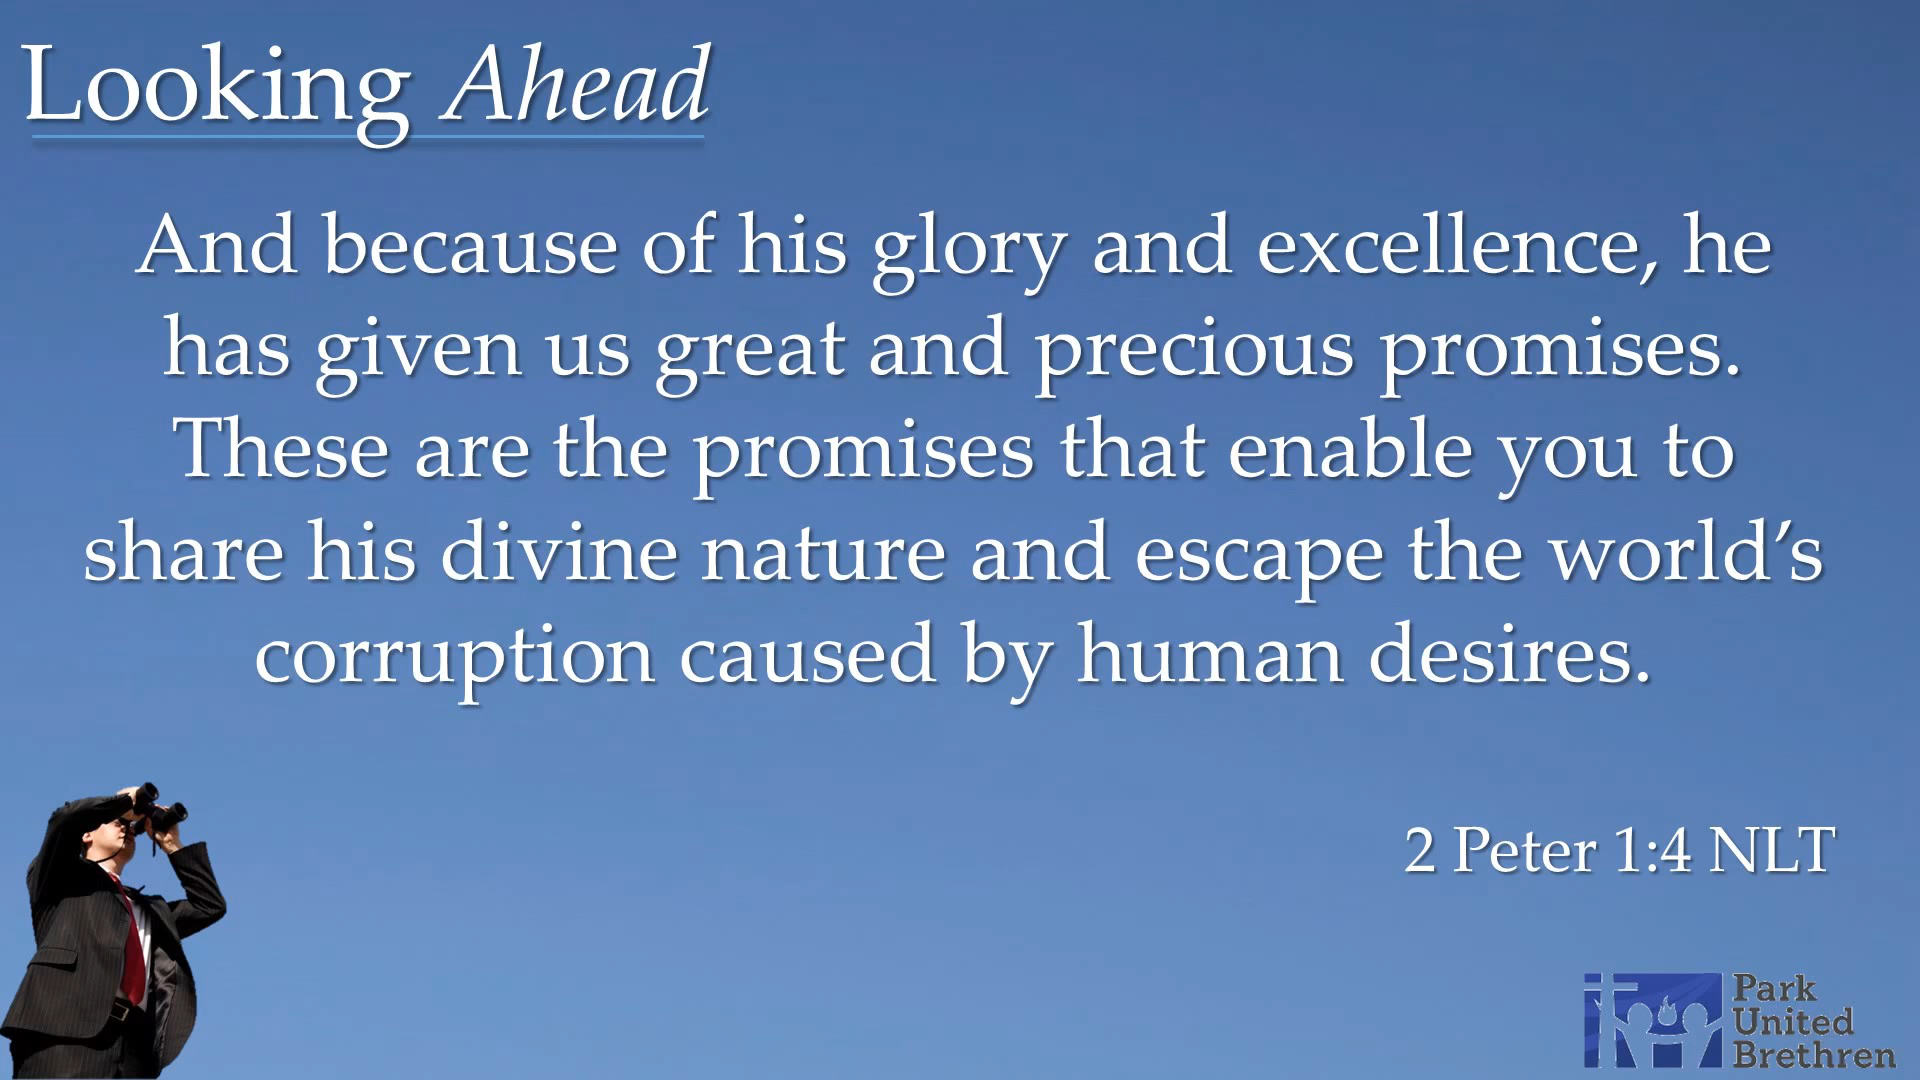 Looking Ahead
And because of his glory and excellence, he
has given us great and precious promises.
These are the promises that enable you to
share his divine nature and escape the world’s
corruption caused by human desires.
2 Peter 1:4 NLT
Park
United
Brethren